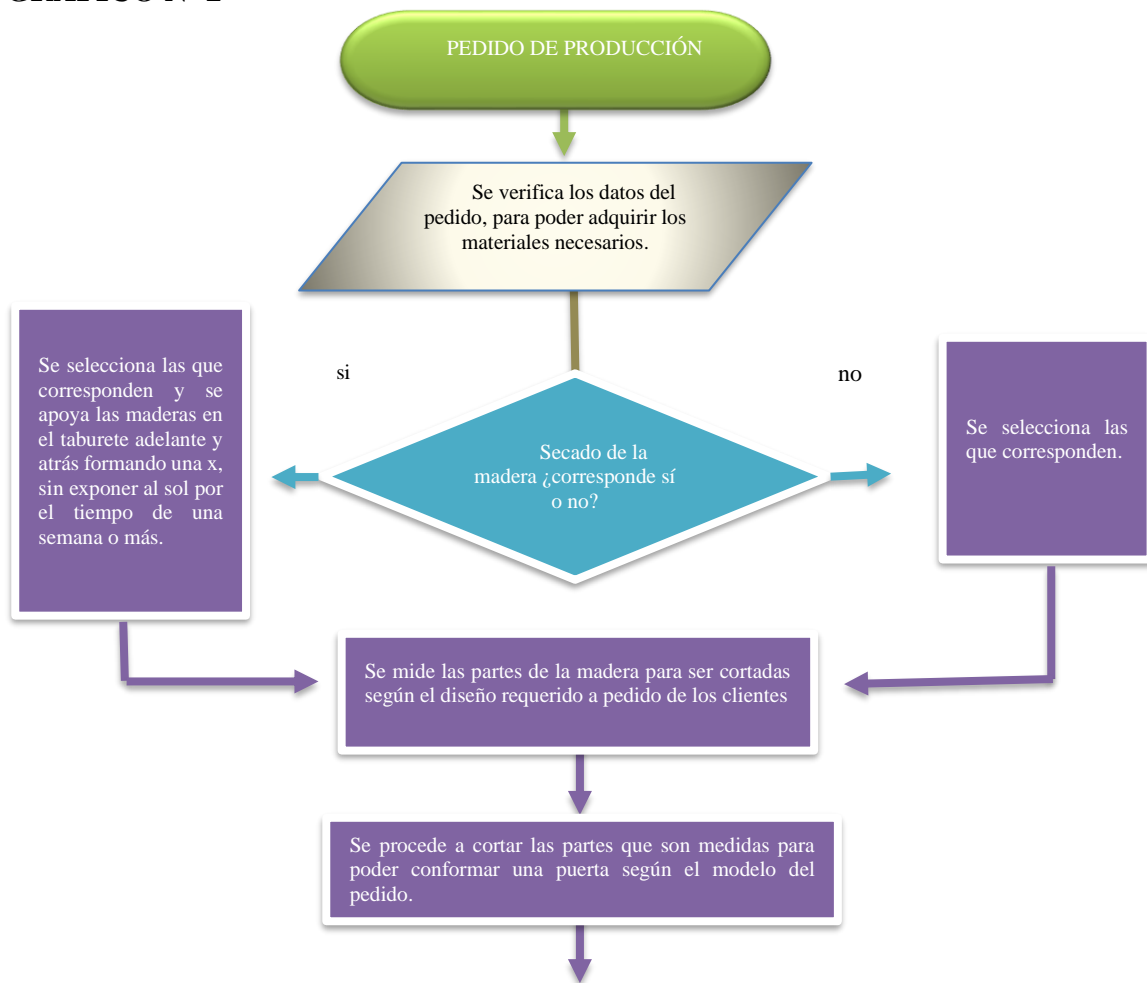 PEDIDO DE PRODUCCIÓN
Se verifica los datos del
pedido, para poder adquirir los
materiales necesarios.
si
no
Se selecciona las que
corresponden y se
apoya las maderas en
el taburete adelante y
atrás formando una x,
sin exponer al sol por
el tiempo de una
semana o más.
Secado de la
madera ¿corresponde sí
o no?
Se selecciona las
que corresponden.
Se mide las partes de la madera para ser cortadas
según el diseño requerido a pedido de los clientes
Se procede a cortar las partes que son medidas para
poder conformar una puerta según el modelo del
pedido.